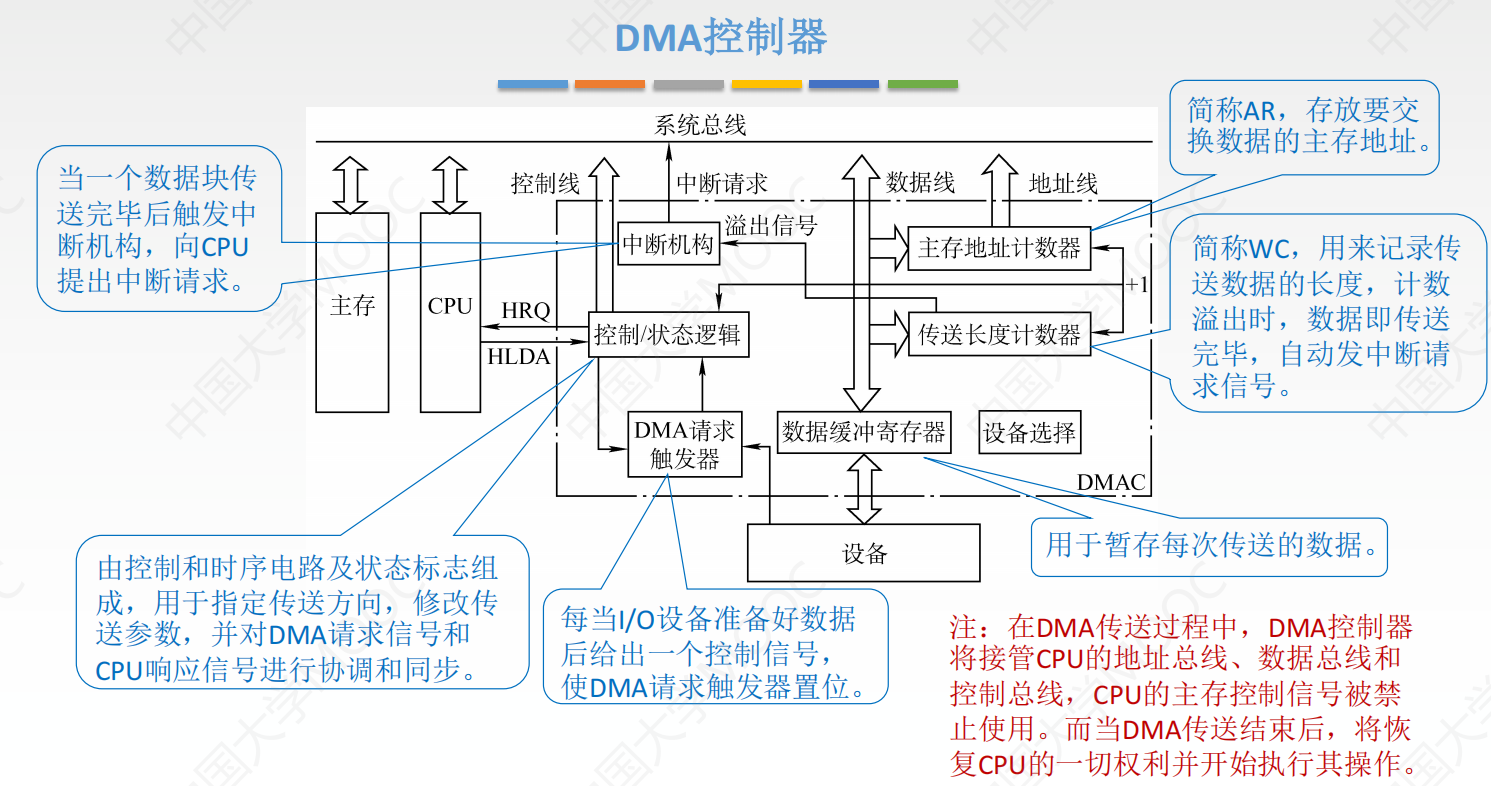 DMA控制器
系统总线
简称AR，存放要交
换数据的主存地址。
当一个数据块传
送完毕后触发中
断机构，向CPU
提出中断请求。
控制线
中断请求
数据线
地址线
中断机构
溢出信号
主存地址计数器
简称WC，用来记录传
送数据的长度，计数
溢出时，数据即传送
完毕，自动发中断请
求信号。
主存
CPU
HRQ
HLDA
控制/状态逻辑
+1
传送长度计数器
DMA请求
触发器
数据缓冲寄存器
设备选择
DMAC
设备
用于暂存每次传送的数据。
由控制和时序电路及状态标志组
成，用于指定传送方向，修改传
送参数，并对DMA请求信号和
CPU响应信号进行协调和同步。
每当I/O设备准备好数据
后给出一个控制信号，
使DMA请求触发器置位。
注：在DMA传送过程中，DMA控制器
将接管CPU的地址总线、数据总线和
控制总线，CPU的主存控制信号被禁
止使用。而当DMA传送结束后，将恢
复CPU的一切权利并开始执行其操作。
中国大学MOOC